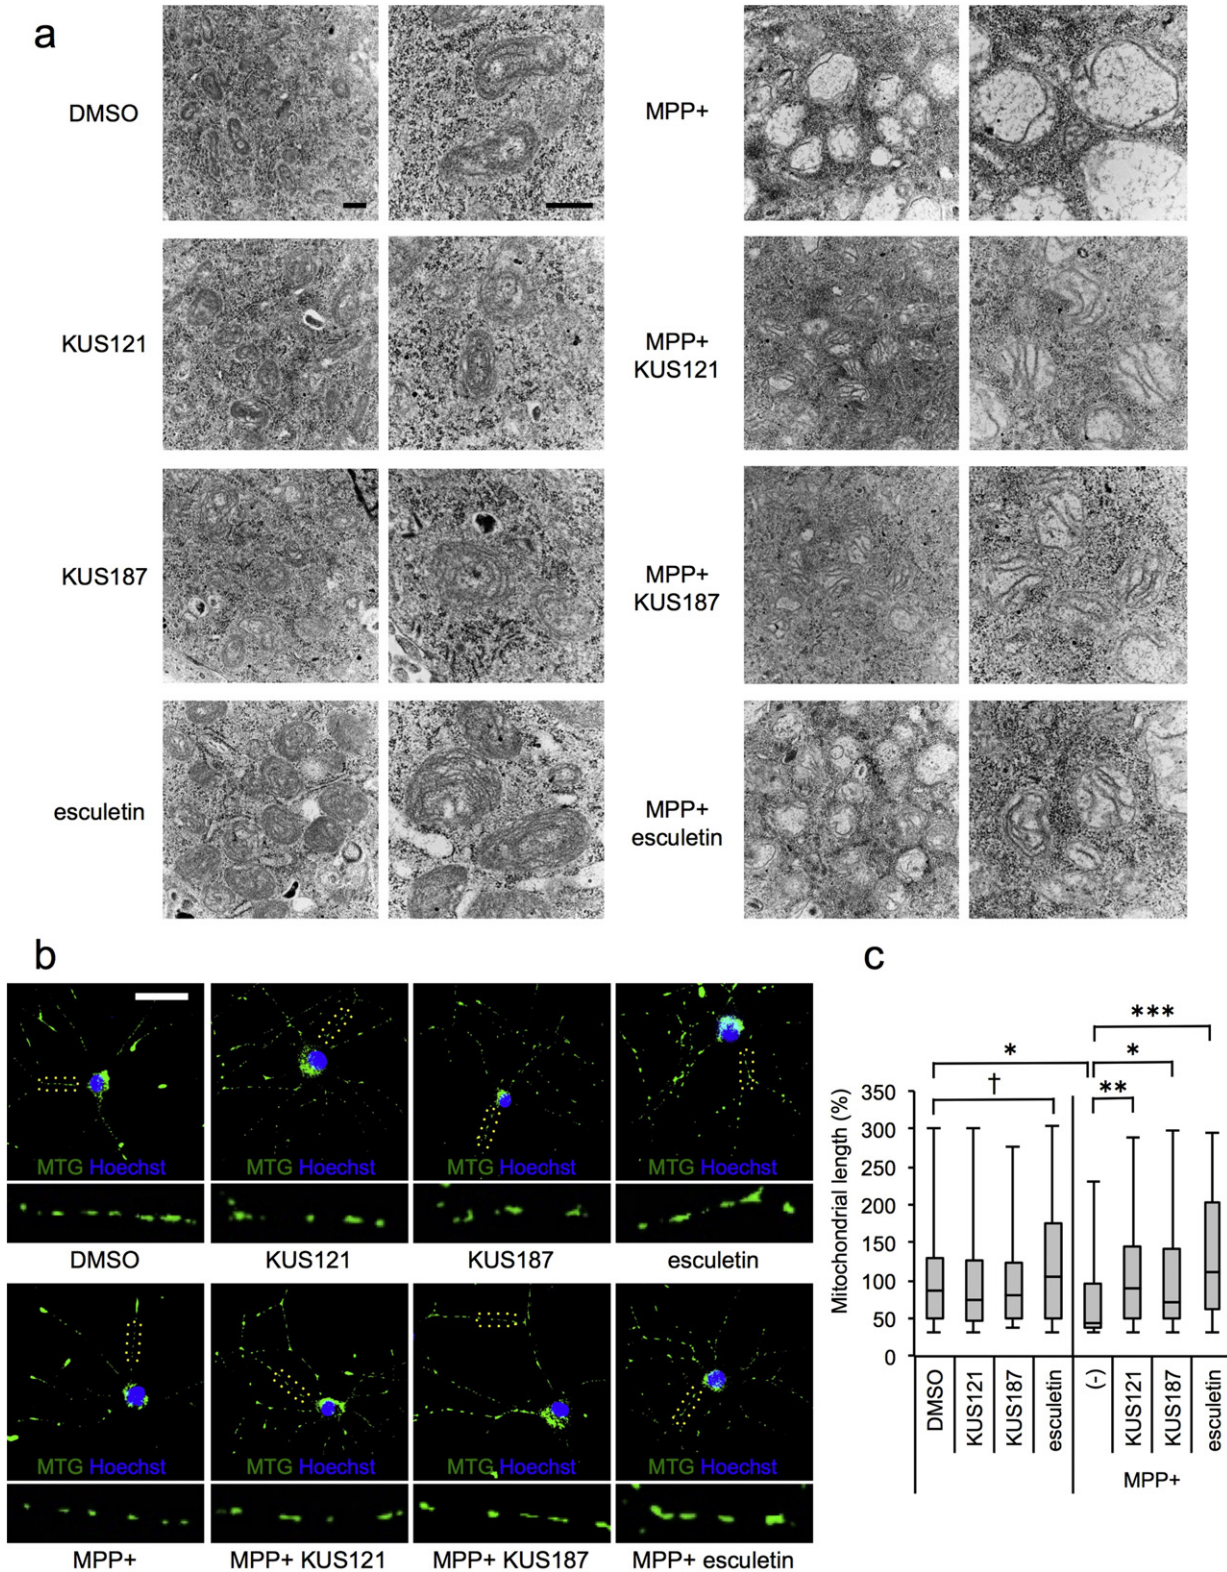 a
DMSO
MPP+
KUS121
MPP+
KUS121
KUS187
MPP+
KUS187
esculetin
MPP+
esculetin
b
MTG Hoechst
MTG Hoechst
MTG Hoechst
MTG Hoechst
DMSO
KUS121
KUS187
esculetin
MTG Hoechst
MTG Hoechst
MTG Hoechst
MTG Hoechst
MPP+
MPP+ KUS121
MPP+ KUS187
MPP+ esculetin
c
***
*
*
†
**
Mitochondrial length (%)
350
300
250
200
150
100
50
0
DMSO
KUS121
KUS187
esculetin
(-)
KUS121
KUS187
esculetin
MPP+